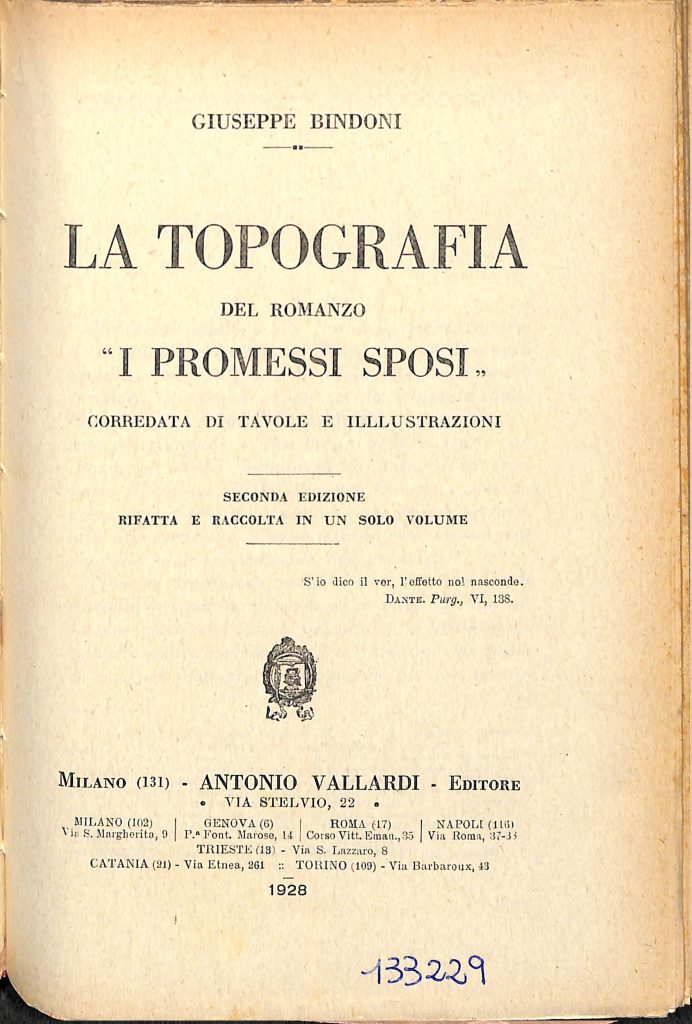 GIUSEPPE BINDONI
LA TOPOGRAFIA
DEL ROMANZO
“I PROMESSI SPOSI„
CORREDATA DI TAVOLE E ILLLUSTRAZIONI
SECONDA EDIZIONE
RIFATTA E RACCOLTA IN UN SOLO VOLUME
S'io dico il ver, l'effetto nol nasconde.
DANTE. Purg., VI, 138.
MILANO (131) - ANTONIO VALLARDI - EDITORE
• VIA STELVIO, 22 •
MILANO (102) | GENOVA (6) | ROMA (17) | NAPOLI (116)
Via S. Margherita, 9 | P.ª Font. Marose, 14 | Corso Vitt. Eman., 35 | Via Roma, 37-38
TRIESTE (13) - Via S. Lazzaro, 8
CATANIA (21) - Via Etnea, 261 :: TORINO (109) - Via Barbaroux, 43
1928
133229